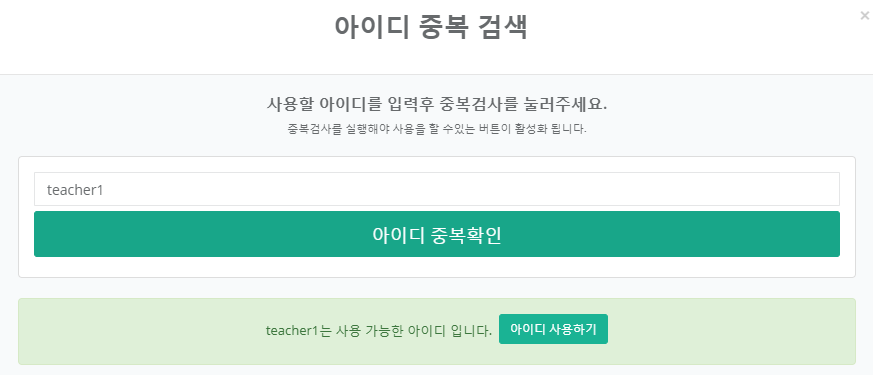 아이디 중복 검색
×
사용할 아이디를 입력후 중복검사를 눌러주세요.
중복검사를 실행해야 사용을 할 수있는 버튼이 활성화 됩니다.
teacher1
아이디 중복확인
teacher1는 사용 가능한 아이디 입니다. 아이디 사용하기